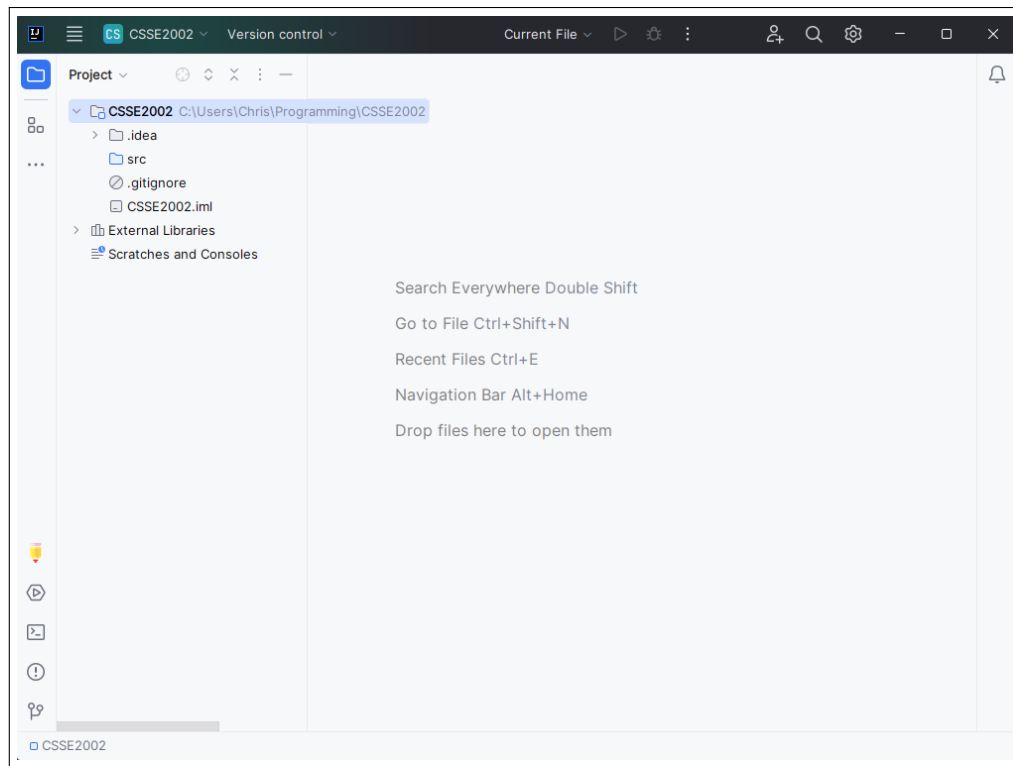 IJ CS CSSE2002 Version control Current File
Project
CSSE2002 C:\Users\Chris\Programming\CSSE2002
.idea
src
.gitignore
CSSE2002.iml
External Libraries
Scratches and Consoles
Search Everywhere Double Shift
Go to File Ctrl+Shift+N
Recent Files Ctrl+E
Navigation Bar Alt+Home
Drop files here to open them
CSSE2002